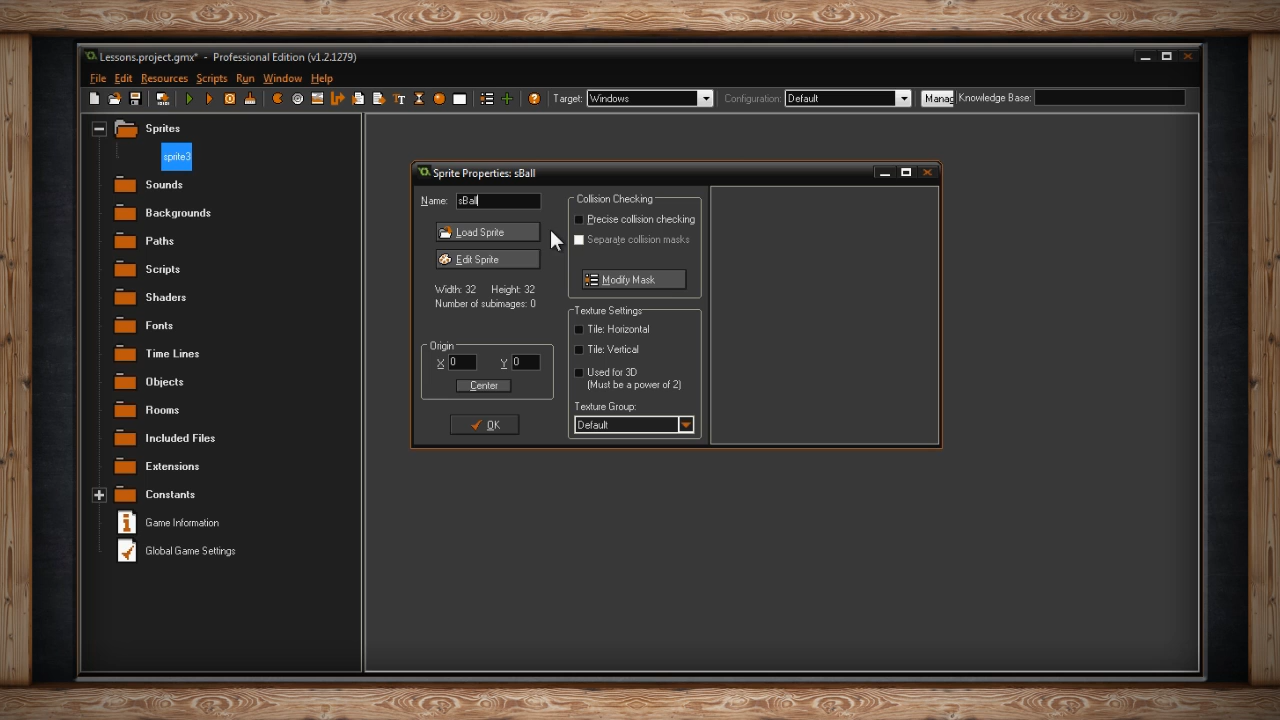 Lessons.project.gmx* - Professional Edition (v1.2.1279)
File Edit Resources Scripts Run Window Help
Target: Windows Configuration: Default Manag Knowledge Base:
Sprites
sprite3
Sounds
Backgrounds
Paths
Scripts
Shaders
Fonts
Time Lines
Objects
Rooms
Included Files
Extensions
Constants
Game Information
Global Game Settings
Sprite Properties: sBall
Name: sBall
Load Sprite
Edit Sprite
Width: 32 Height: 32
Number of subimages: 0
Origin
X 0 Y 0
Center
OK
Collision Checking
Precise collision checking
Separate collision masks
Modify Mask
Texture Settings
Tile: Horizontal
Tile: Vertical
Used for 3D
(Must be a power of 2)
Texture Group:
Default